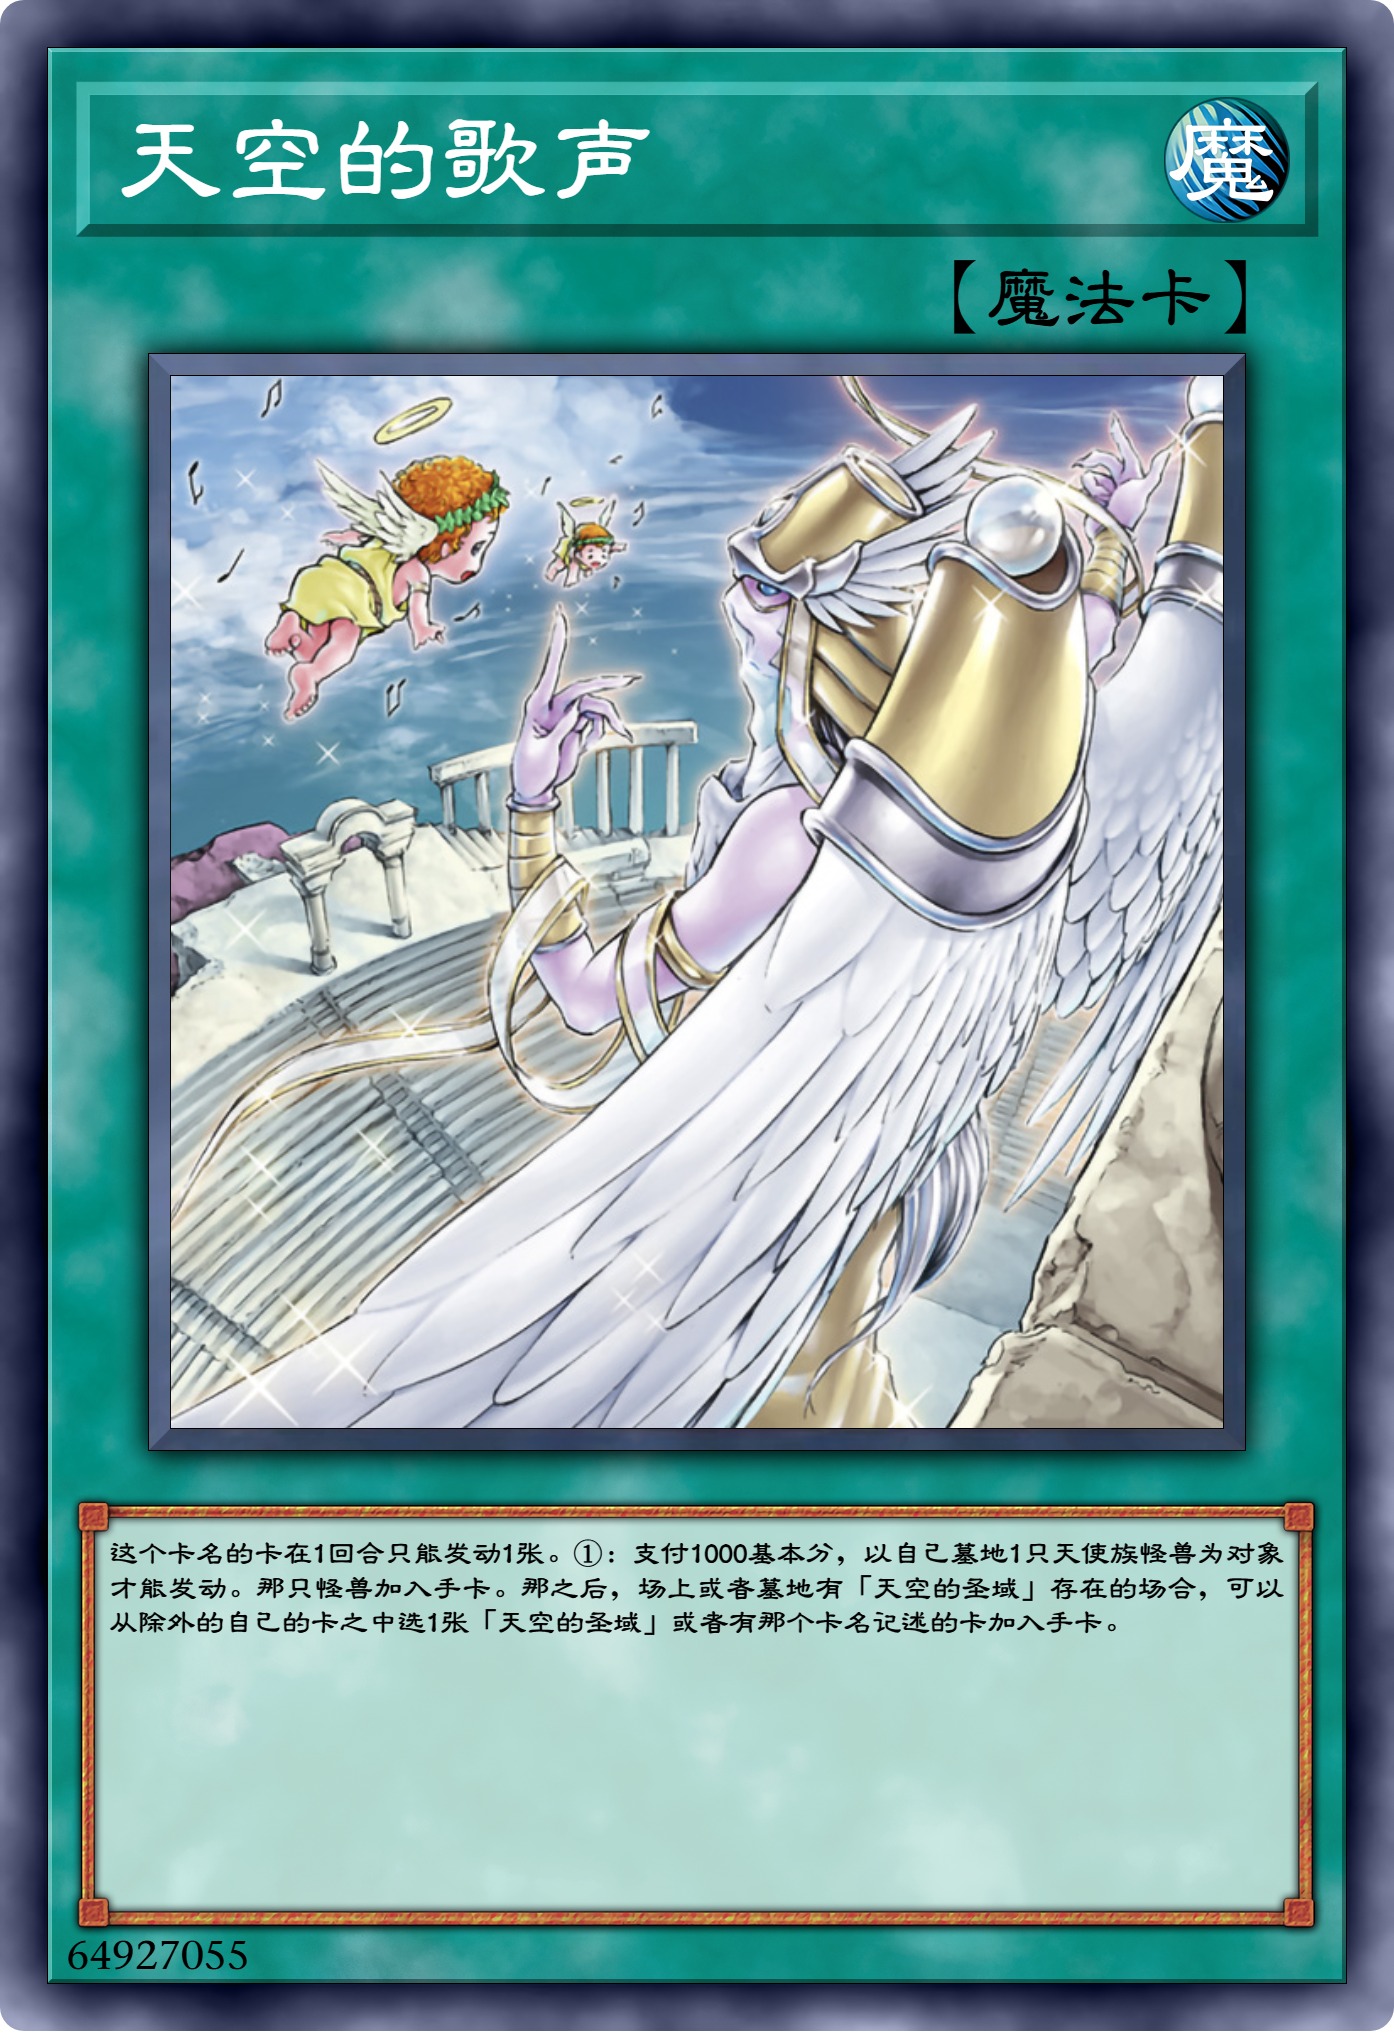 天空的歌声
魔
【魔法卡】
这个卡名的卡在1回合只能发动1张。①：支付1000基本分，以自己墓地1只天使族怪兽为对象
才能发动。那只怪兽加入手卡。那之后，场上或者墓地有「天空的圣域」存在的场合，可以
从除外的自己的卡之中选1张「天空的圣域」或者有那个卡名记述的卡加入手卡。
64927055